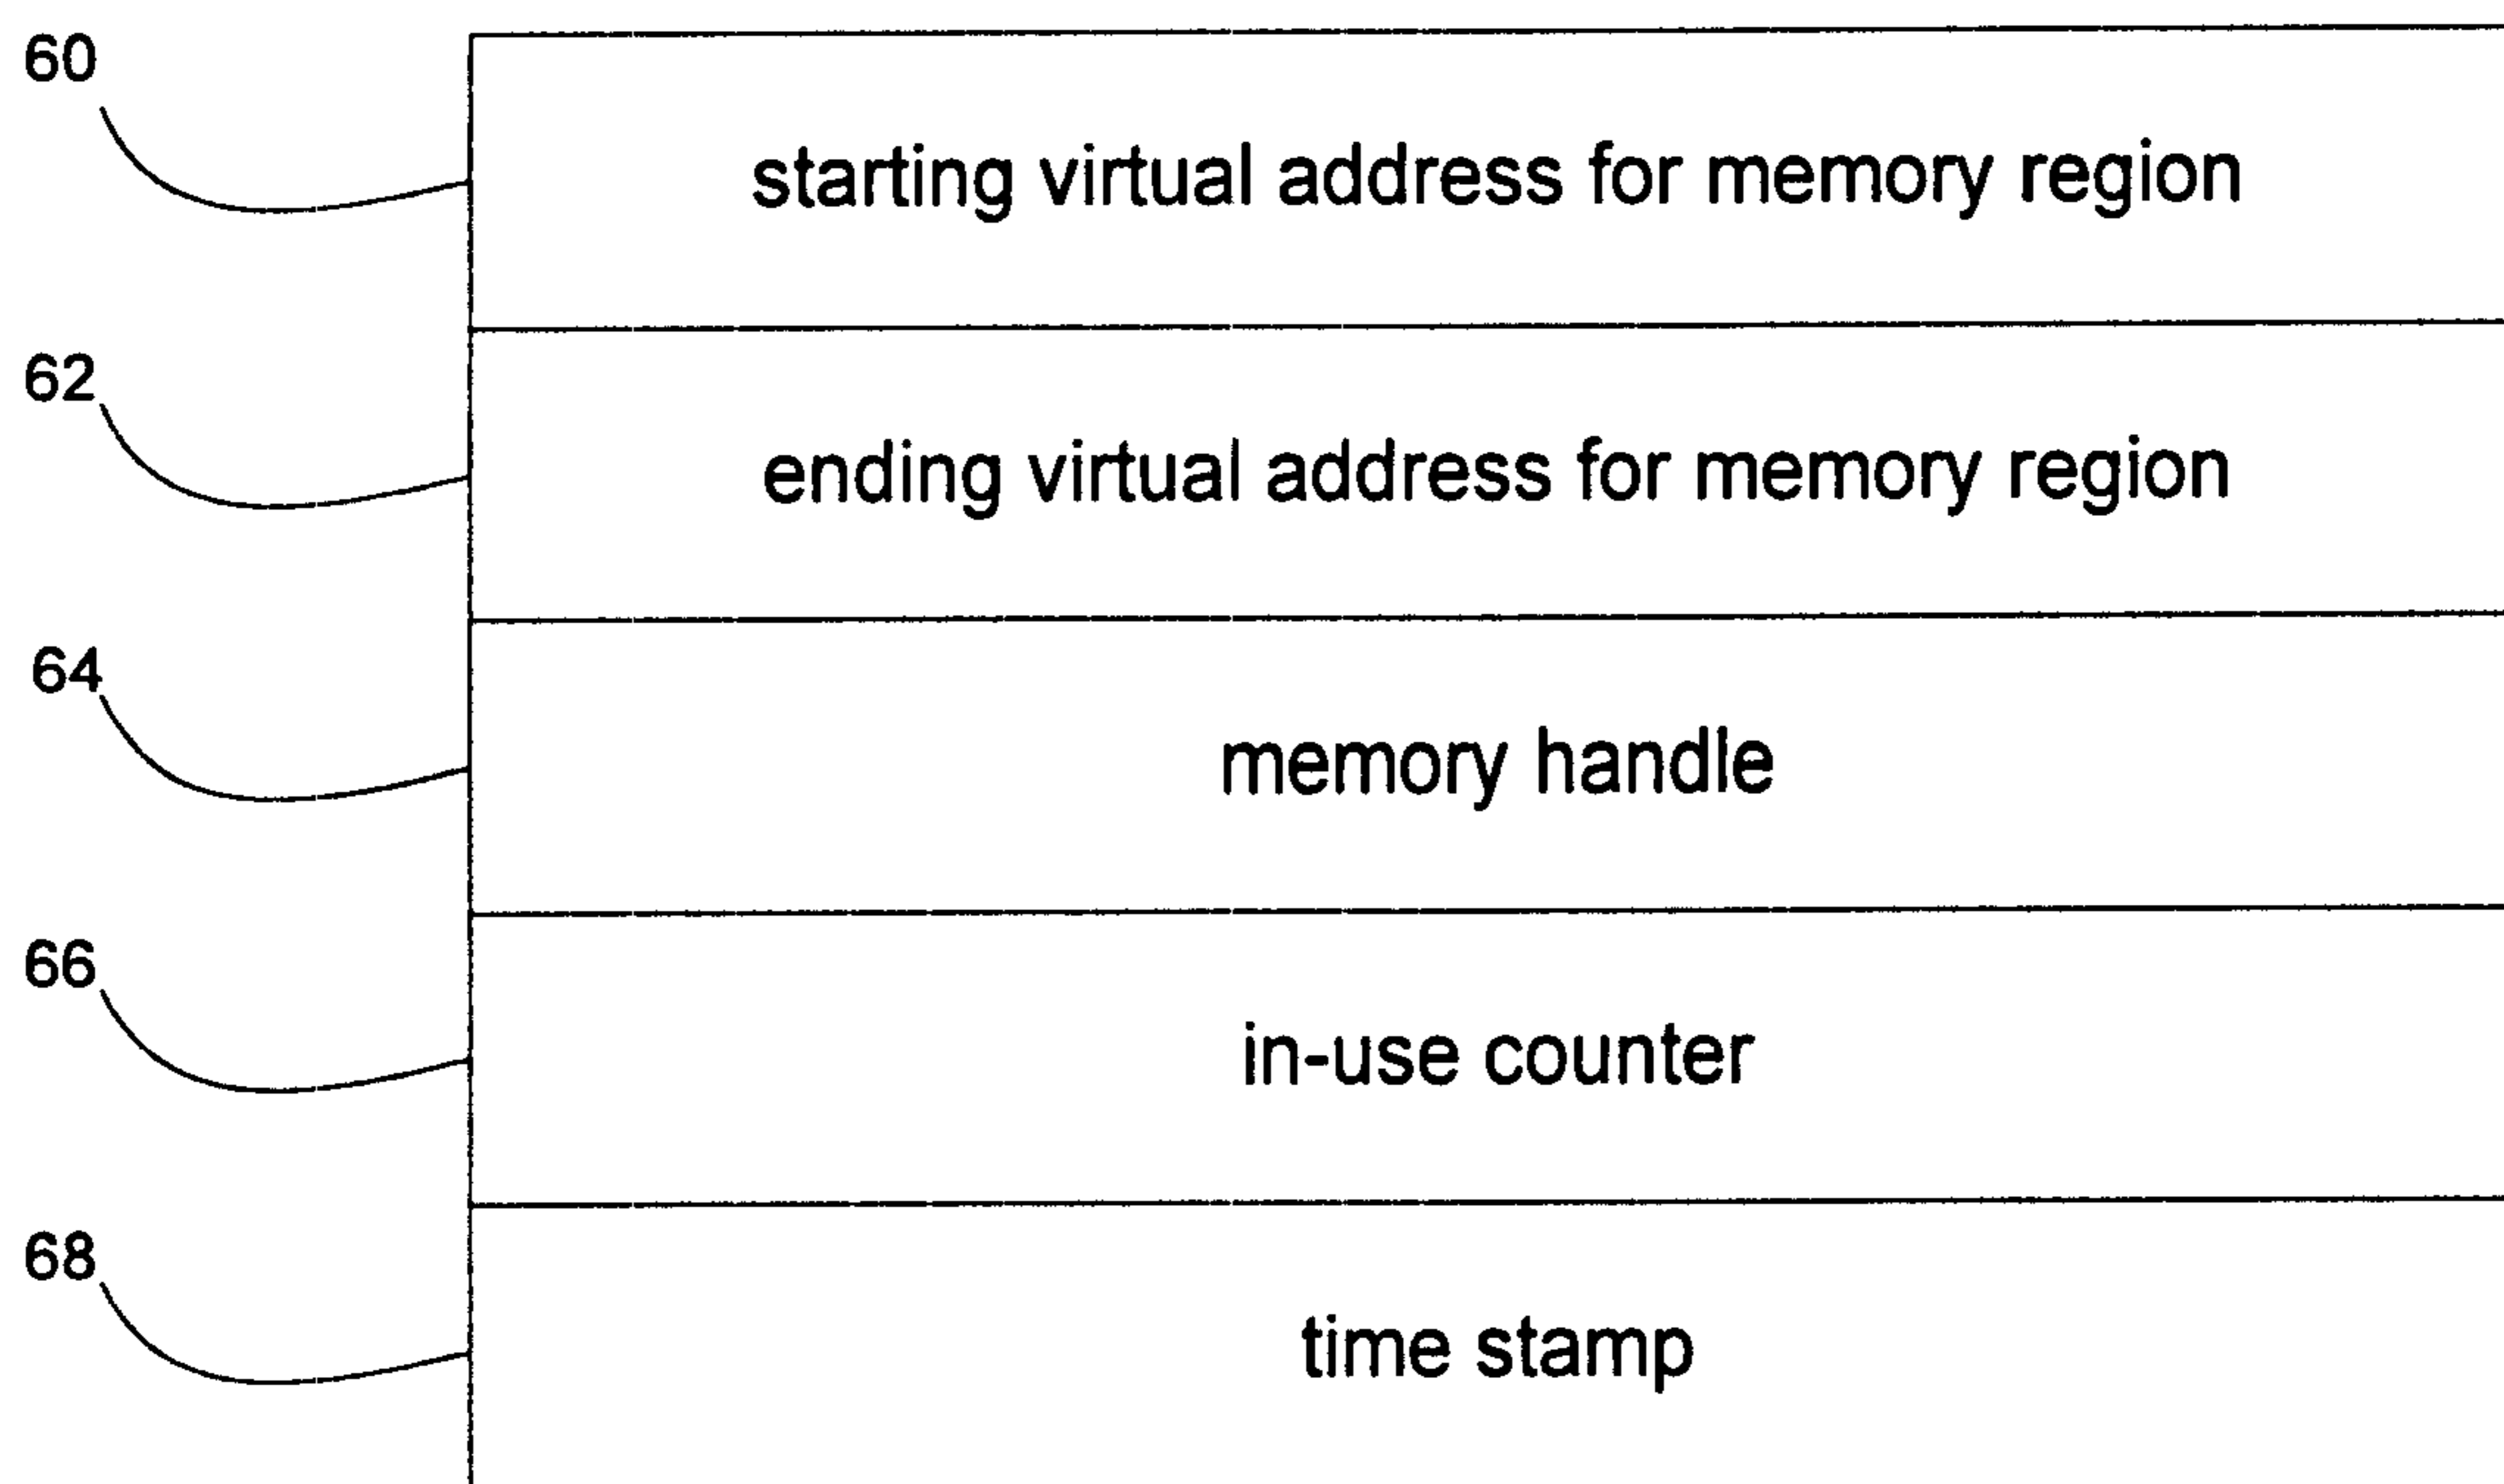 60
starting virtual address for memory region
62
ending virtual address for memory region
64
memory handle
66
in-use counter
68
time stamp